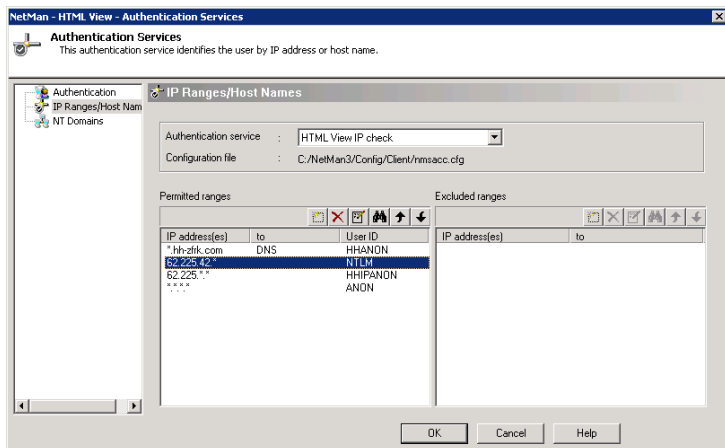 NetMan - HTML View - Authentication Services
Authentication Services
This authentication service identifies the user by IP address or host name.
Authentication
IP Ranges/Host Nam
NT Domains
IP Ranges/Host Names
Authentication service : HTML View IP check
Configuration file : C:/NetMan3/Config/Client/nmsacc.cfg
Permitted ranges
Excluded ranges
IP address(es) to User ID
*.hh-zfrk.com DNS HHANON
62.225.42.* NTLM
62.225.*.* HHIPANON
*.*.*.* ANON
IP address(es) to
OK Cancel Help